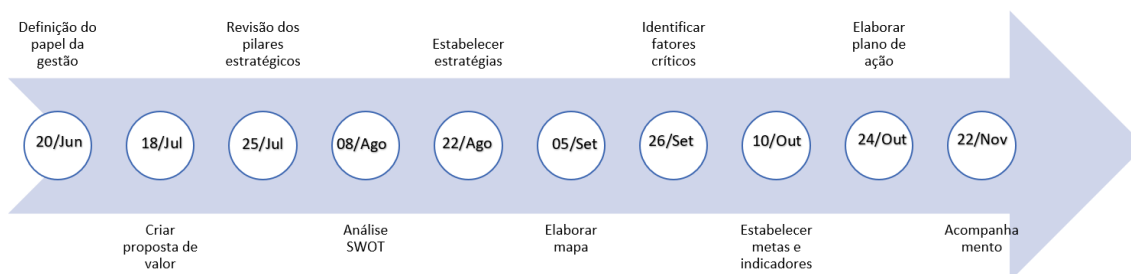 Definição do
papel da
gestão
Revisão dos
pilares
estratégicos
Estabelecer
estratégias
Identificar
fatores
críticos
Elaborar
plano de
ação
20/Jun
18/Jul
25/Jul
08/Ago
22/Ago
05/Set
26/Set
10/Out
24/Out
22/Nov
Criar
proposta de
valor
Análise
SWOT
Elaborar
mapa
Estabelecer
metas e
indicadores
Acompanha
mento